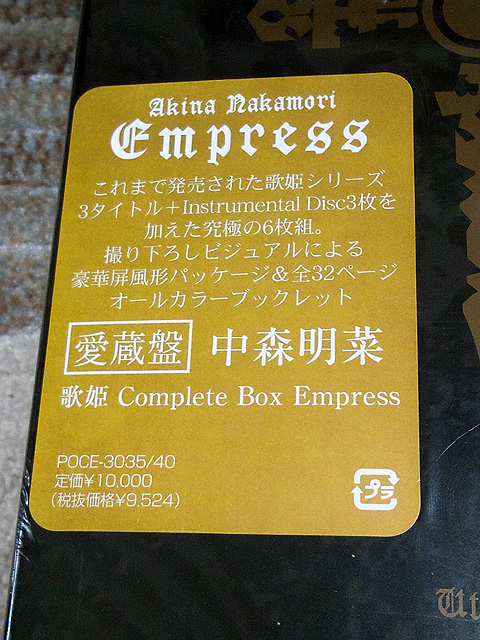 Akina Nakamori
Empress
これまで発売された歌姫シリーズ
3タイトル＋Instrumental Disc3枚を
加えた究極の6枚組。
撮り下ろしビジュアルによる
豪華屏風形パッケージ＆全32ページ
オールカラーブックレット
愛蔵盤 中森明菜
歌姫 Complete Box Empress
POCE-3035/40
定価¥10,000
（税抜価格¥9,524）
プラ
Ut